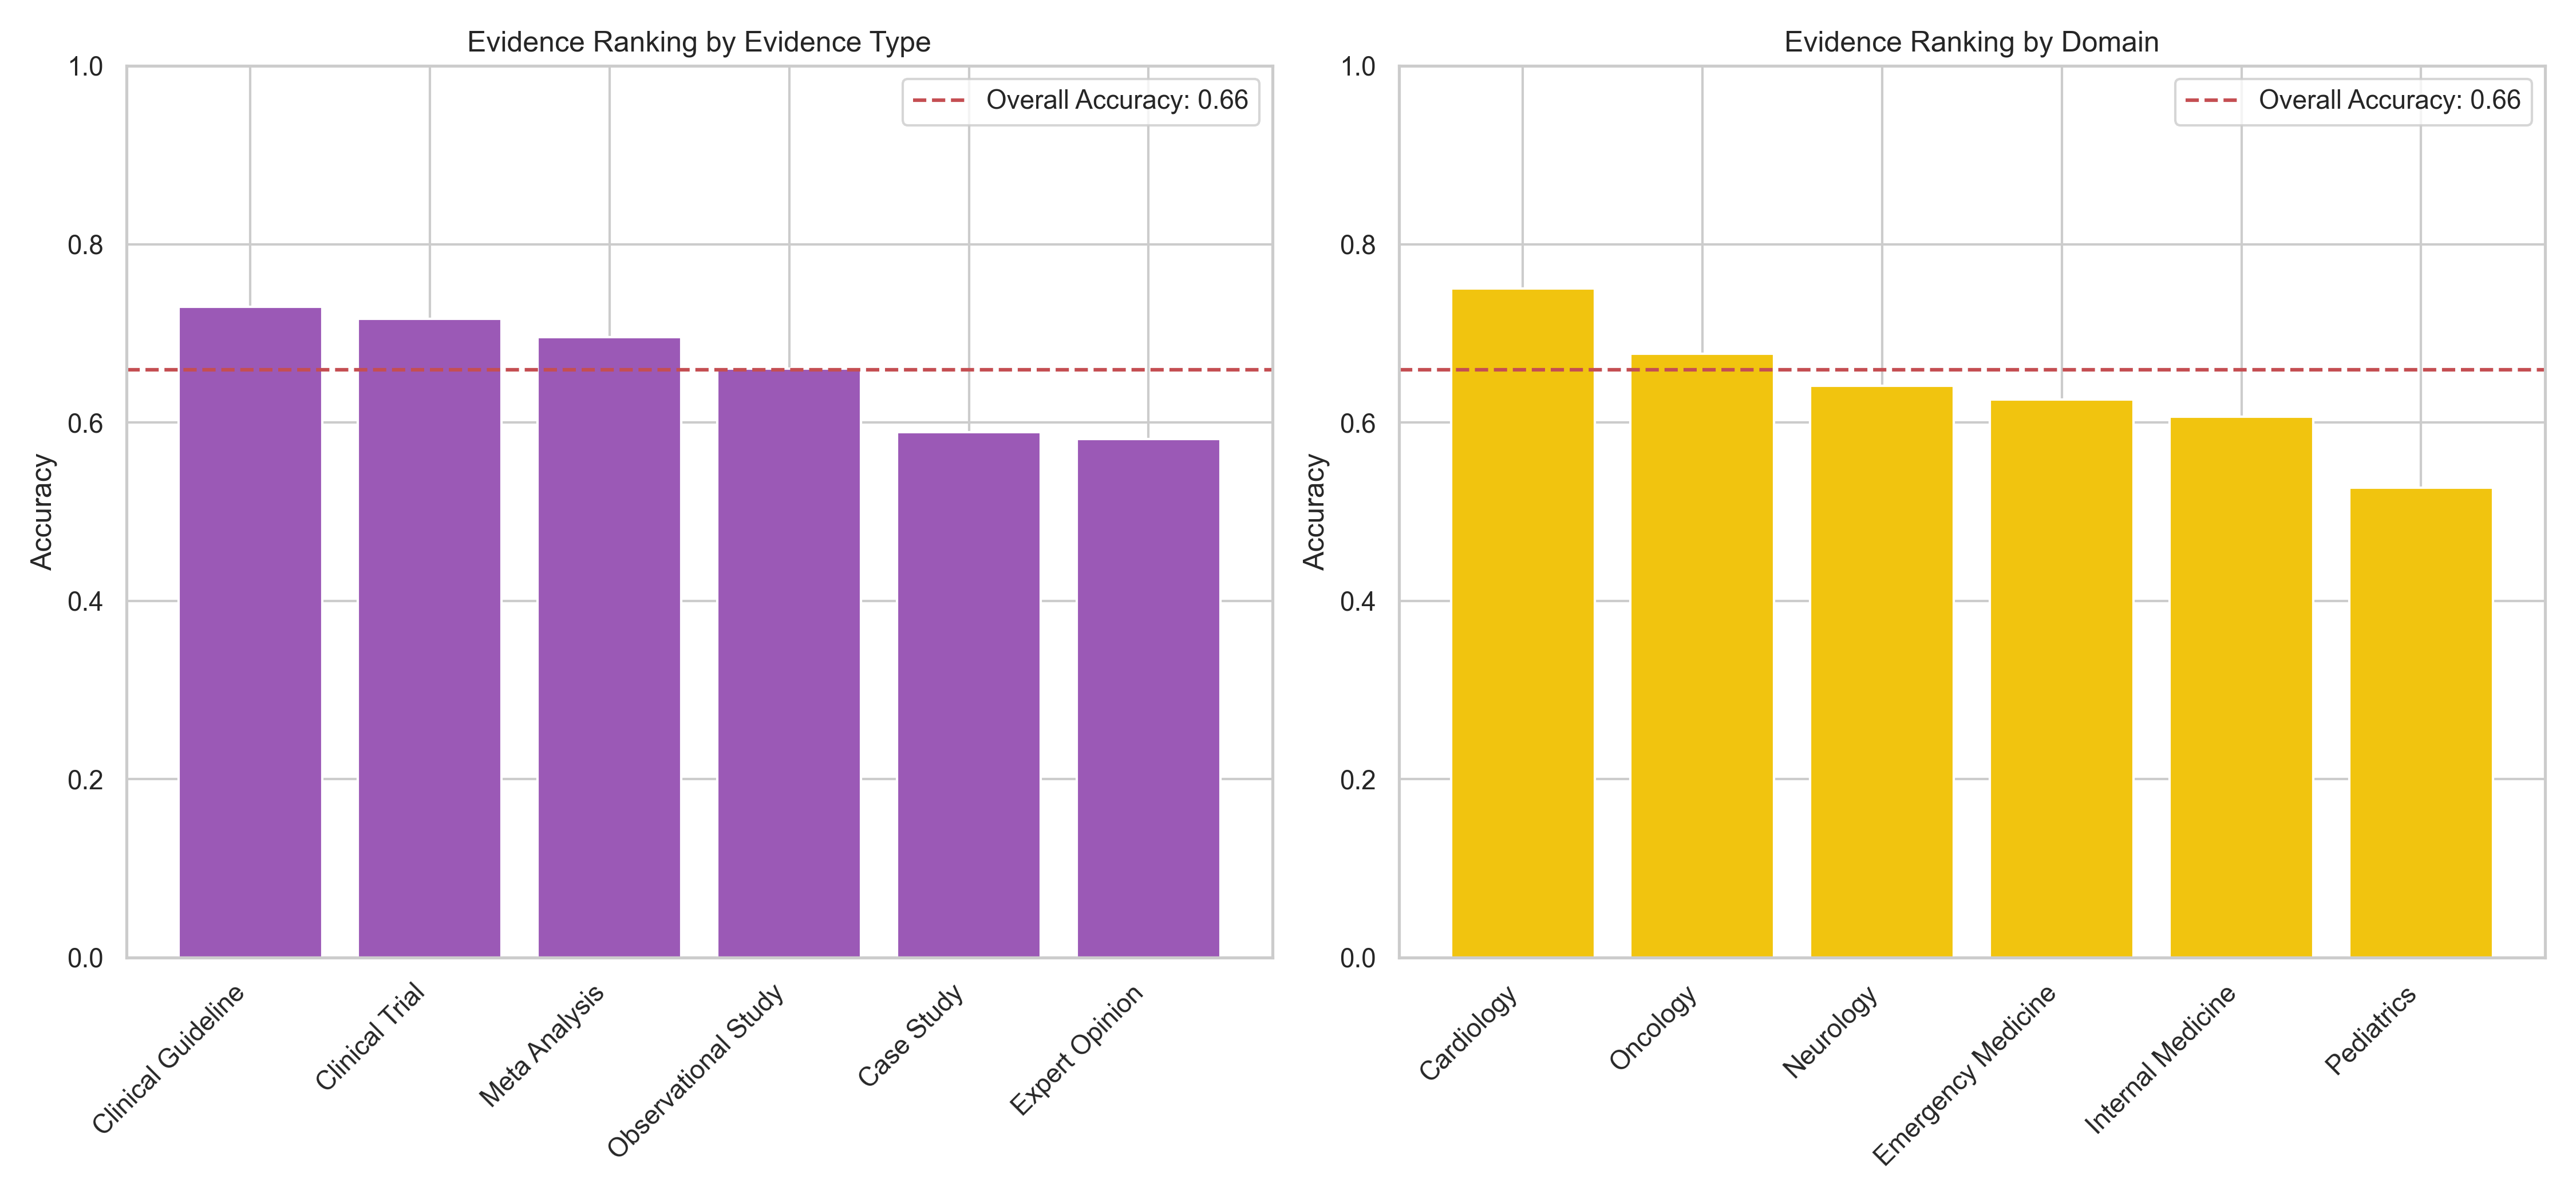 Evidence Ranking by Evidence Type
Overall Accuracy: 0.66
Accuracy
1.0
0.8
0.6
0.4
0.2
0.0
Clinical Guideline
Clinical Trial
Meta Analysis
Observational Study
Case Study
Expert Opinion
Evidence Ranking by Domain
Overall Accuracy: 0.66
Accuracy
1.0
0.8
0.6
0.4
0.2
0.0
Cardiology
Oncology
Neurology
Emergency Medicine
Internal Medicine
Pediatrics